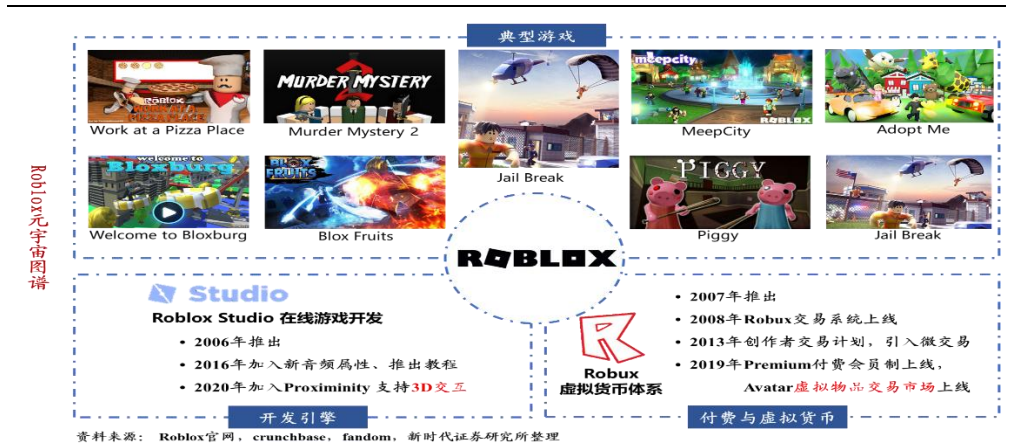 典型游戏
Work at a Pizza Place
MURDER MYSTERY
2
Murder Mystery 2
Jail Break
meepcity
ROBLOX
MeepCity
Adopt Me
Roblox元宇宙图谱
welcome to
Bloxburg
Welcome to Bloxburg
BLOX
FRUITS
Blox Fruits
PIGGY
Piggy
Jail Break
ROBLOX
Studio
Roblox Studio 在线游戏开发
• 2006年推出
• 2016年加入新音频属性、推出教程
• 2020年加入Proximinity 支持3D交互
开发引擎
Robux
虚拟货币体系
• 2007年推出
• 2008年Robux交易系统上线
• 2013年创作者交易计划，引入微交易
• 2019年Premium付费会员制上线，
Avatar虚拟物品交易市场上线
付费与虚拟货币
资料来源： Roblox官网，crunchbase，fandom，新时代证券研究所整理